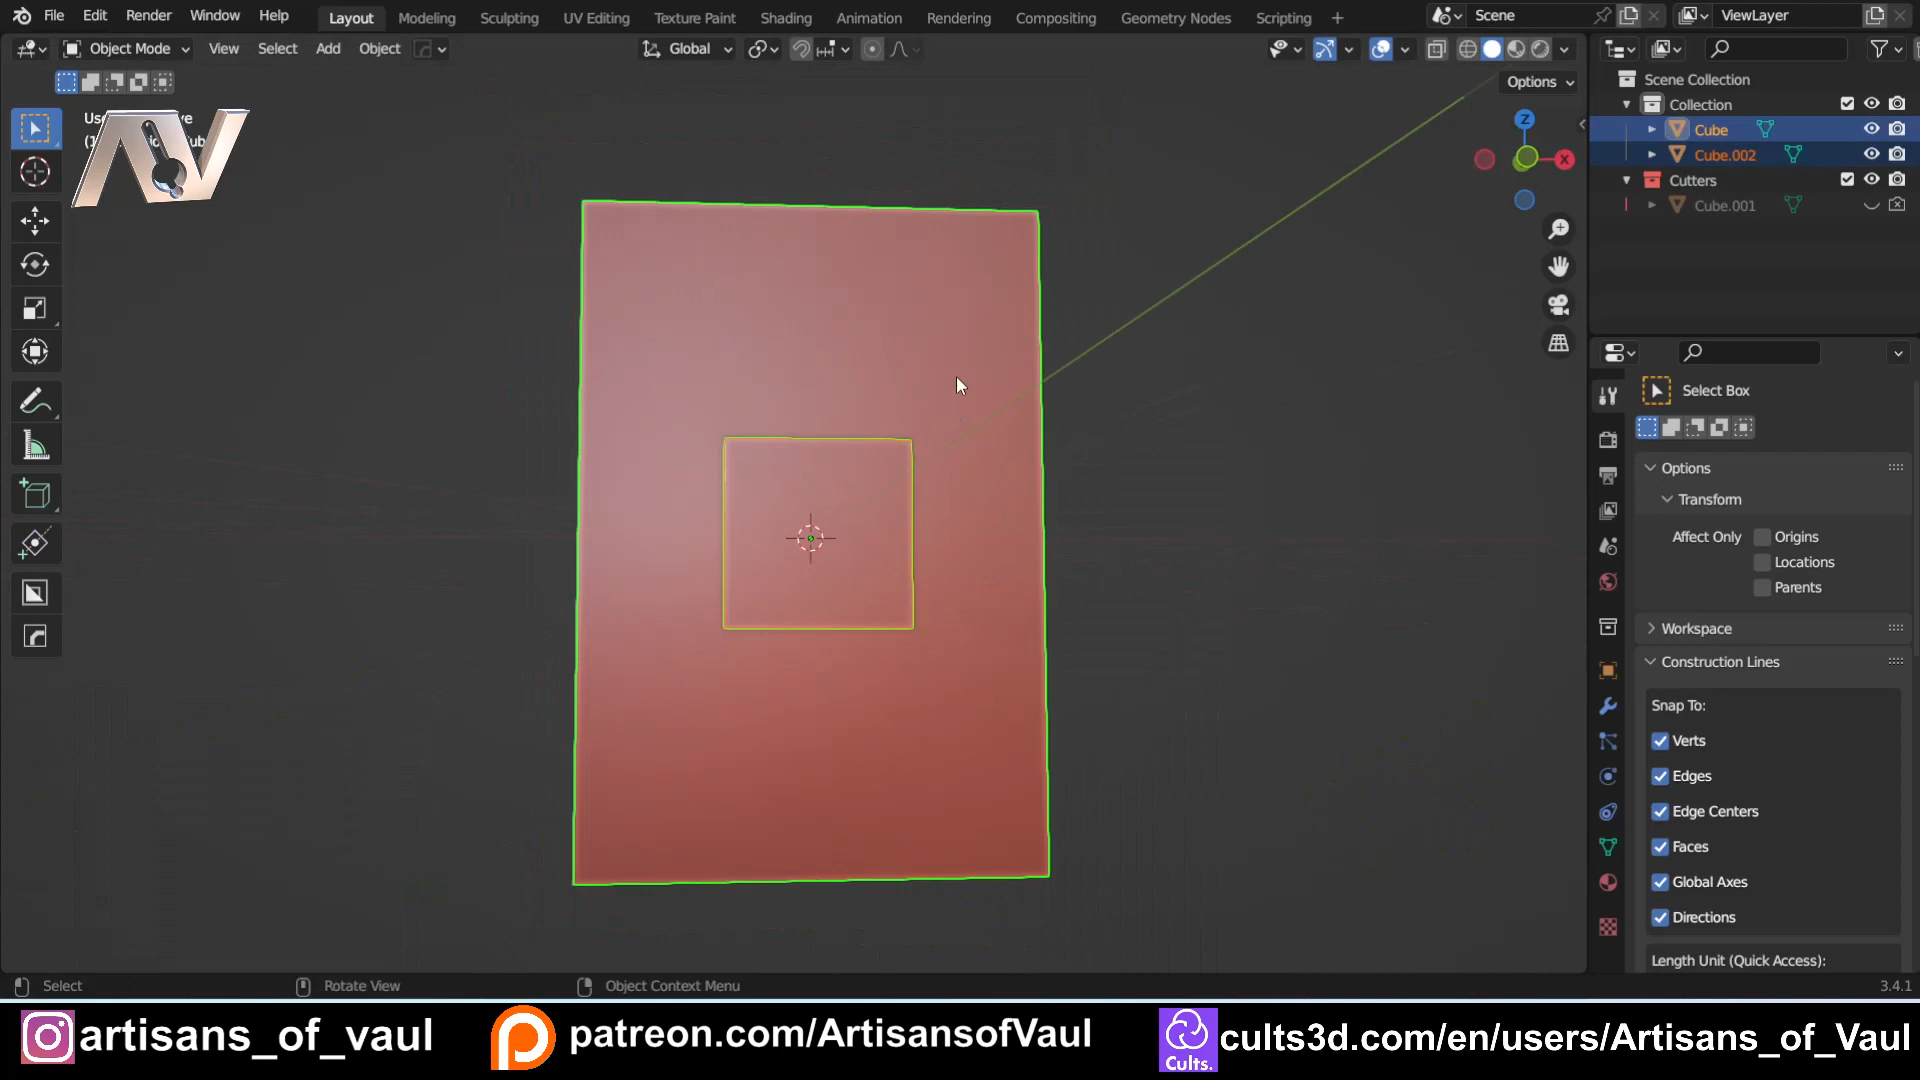 File Edit Render Window Help Layout Modeling Sculpting UV Editing Texture Paint Shading Animation Rendering Compositing Geometry Nodes Scripting + Scene ViewLayer
Object Mode View Select Add Object Global
Options
Scene Collection
Collection
Cube
Cube.002
Cutters
Cube.001
Z
X
AV
Select Box
Options
Transform
Affect Only Origins
Locations
Parents
Workspace
Construction Lines
Snap To:
Verts
Edges
Edge Centers
Faces
Global Axes
Directions
Length Unit (Quick Access):
Select Rotate View Object Context Menu 3.4.1
artisans_of_vaul patreon.com/ArtisansofVaul cults3d.com/en/users/Artisans_of_Vaul
Cults.